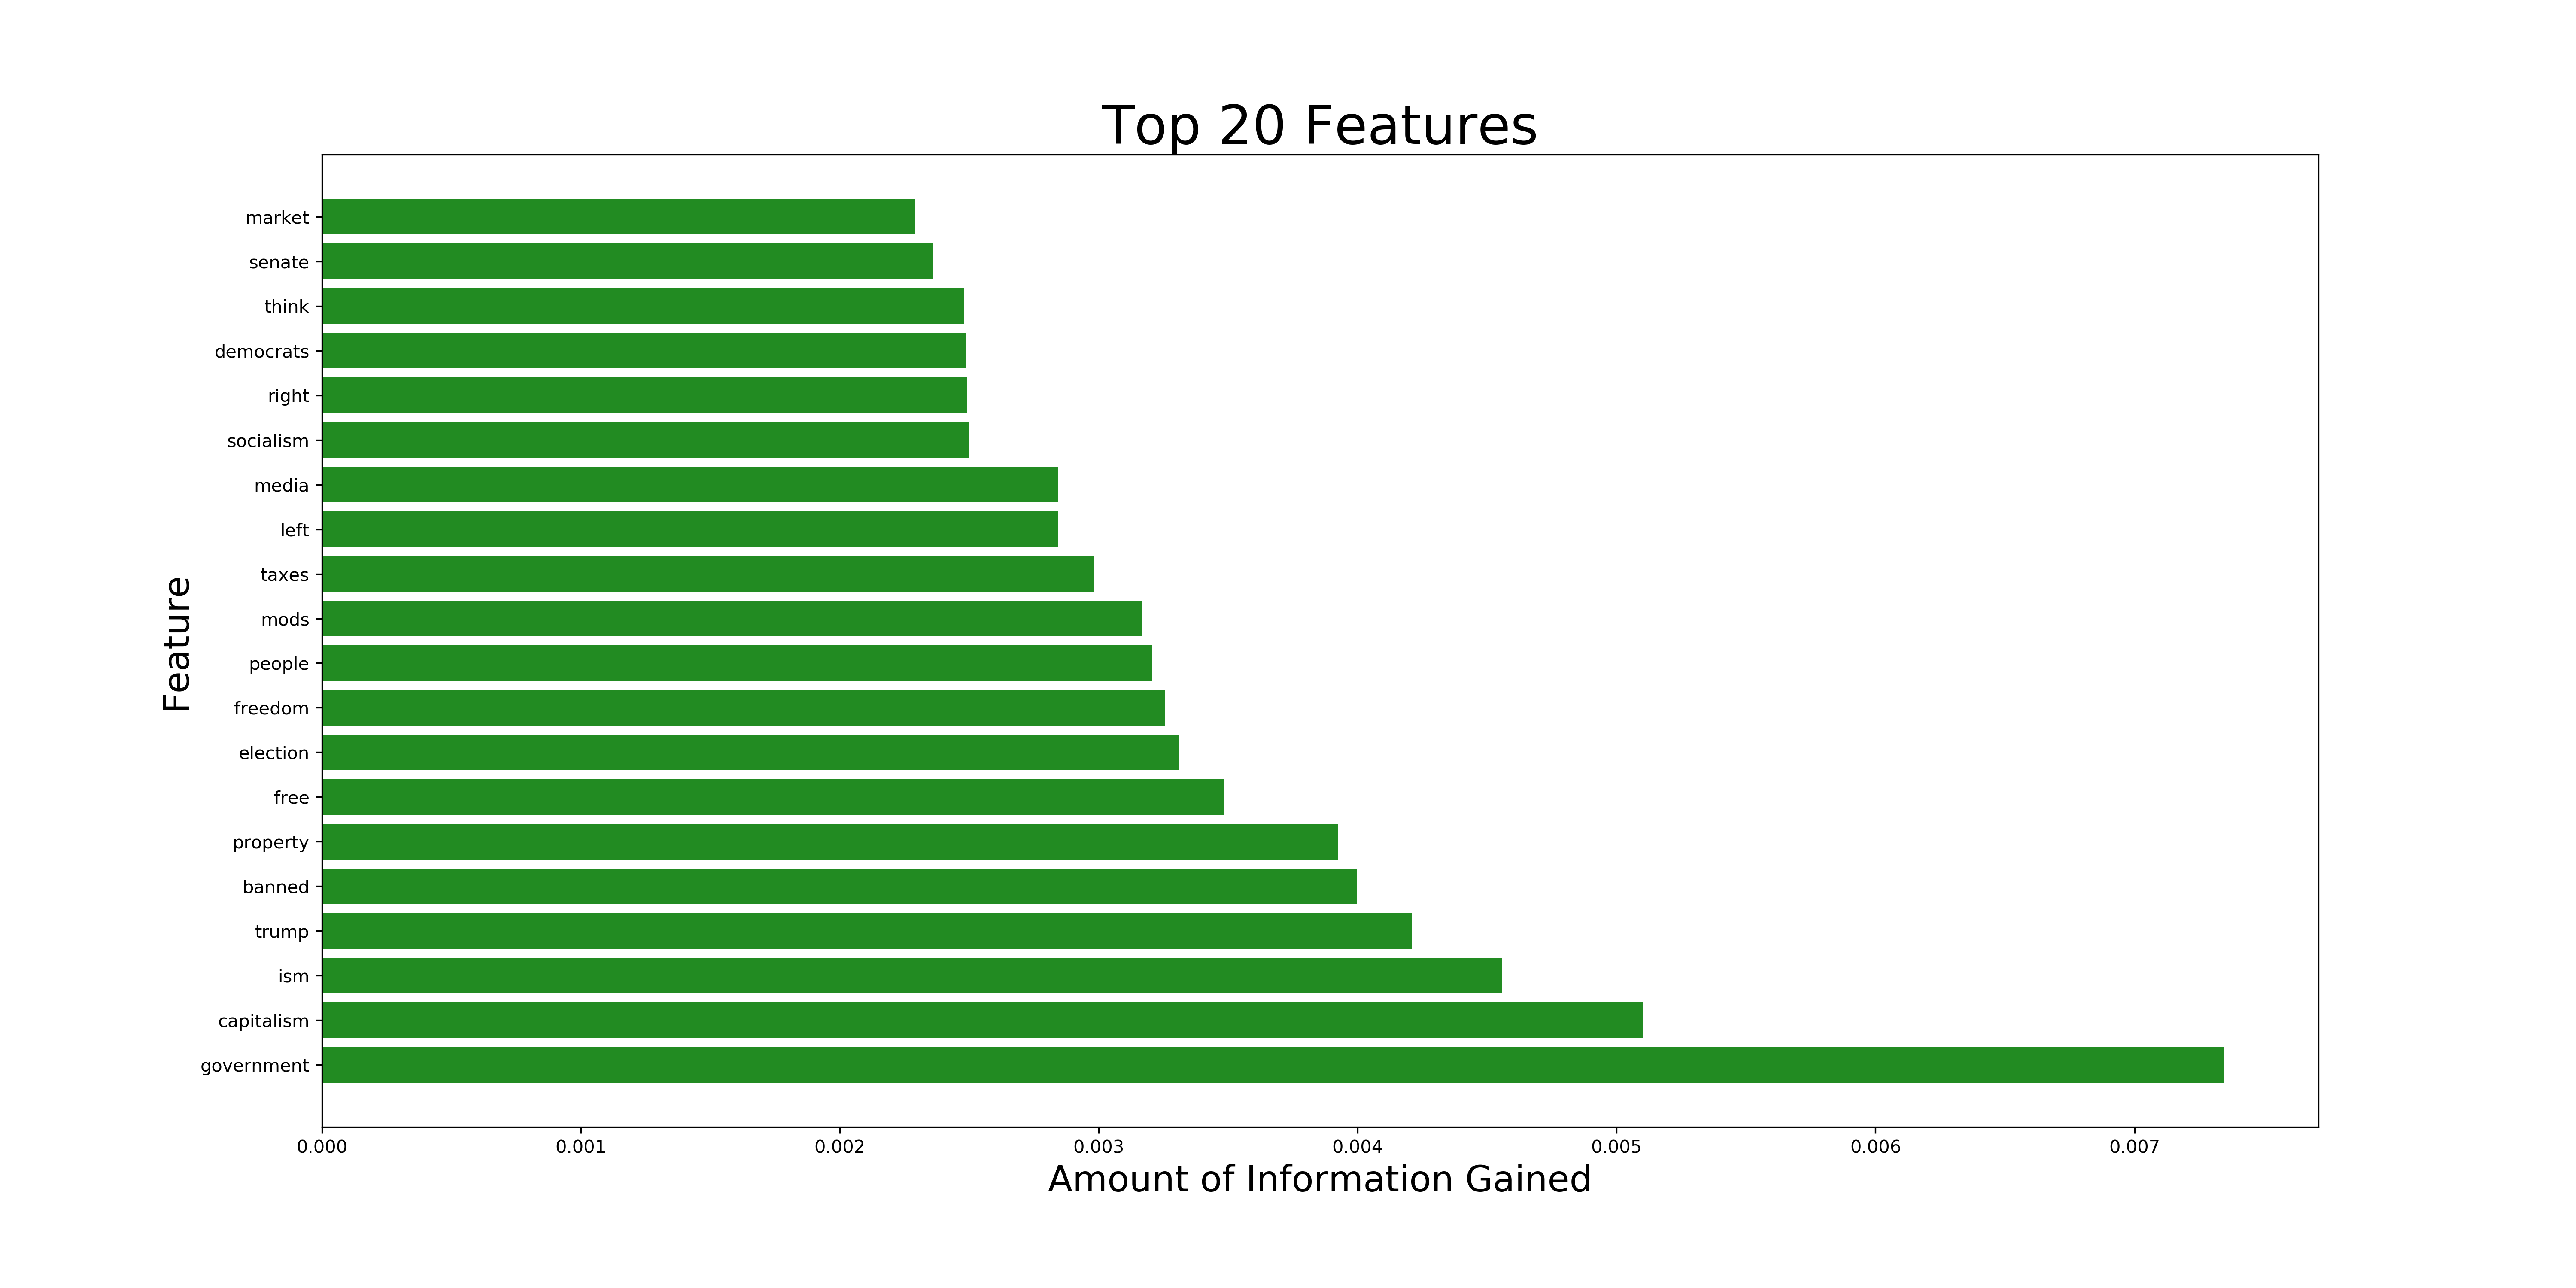 Top 20 Features
market
senate
think
democrats
right
socialism
media
left
taxes
mods
people
freedom
election
free
property
banned
trump
ism
capitalism
government
Feature
0.000 0.001 0.002 0.003 0.004 0.005 0.006 0.007
Amount of Information Gained